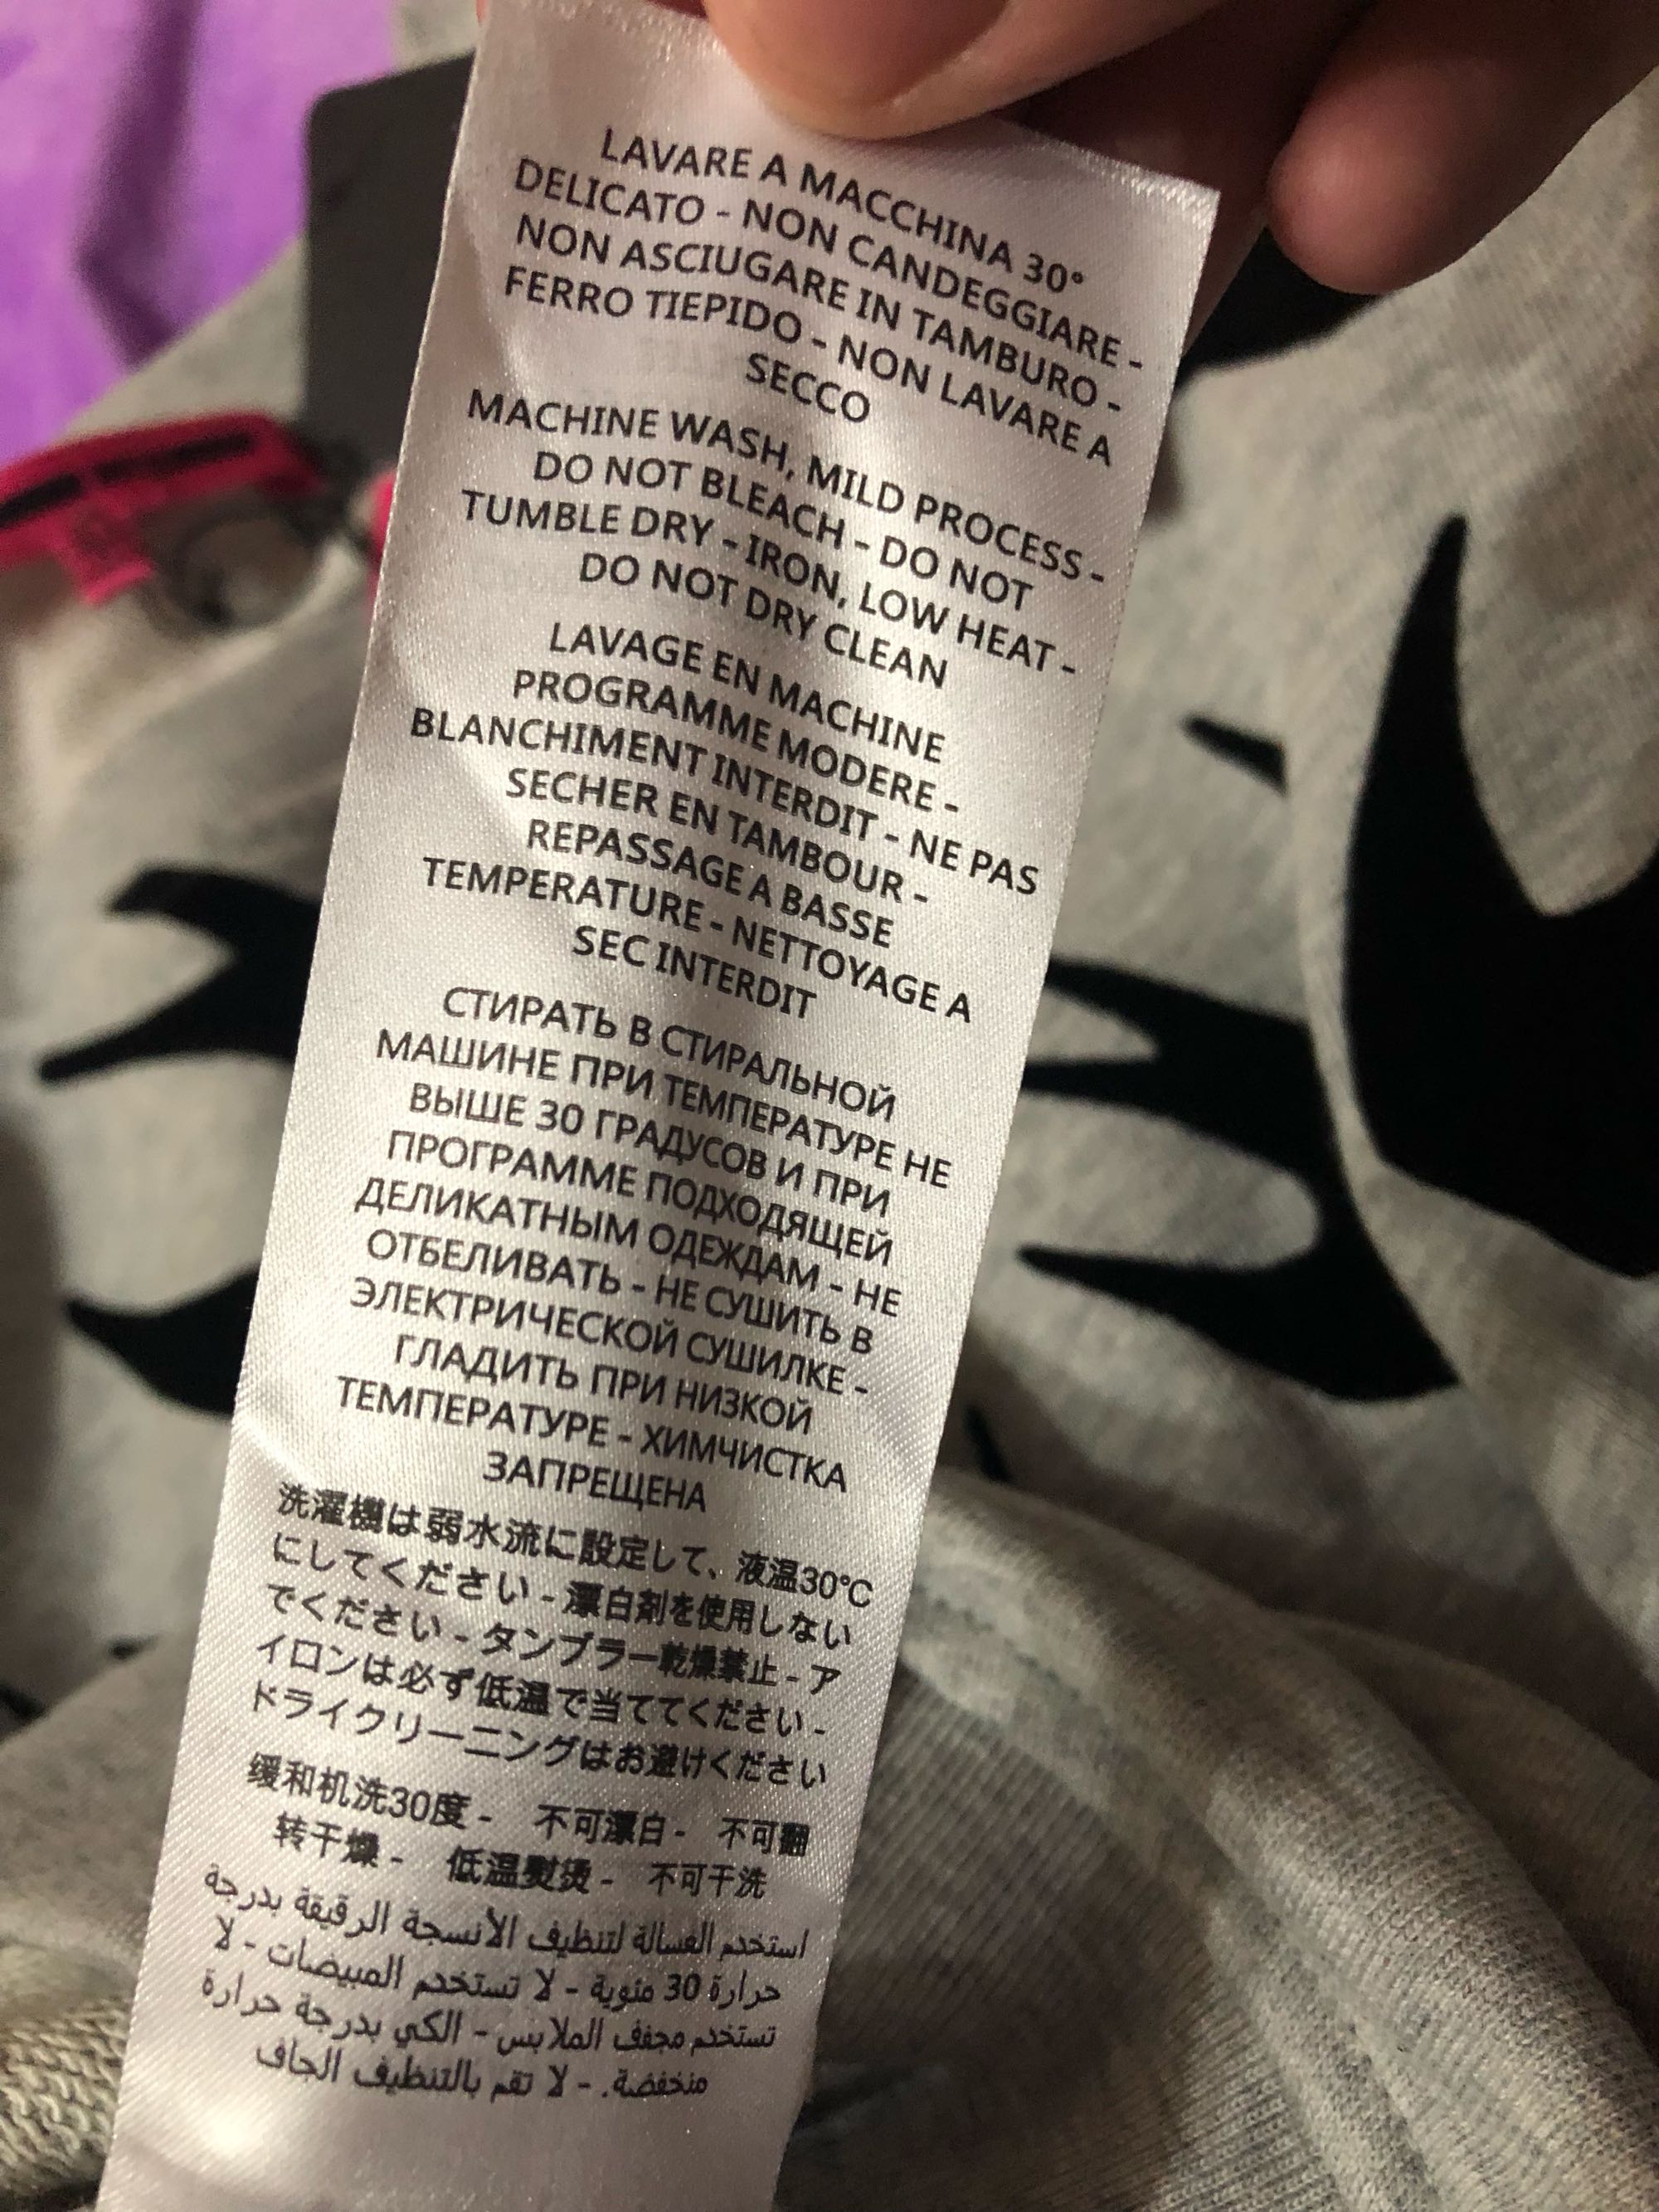 LAVARE A MACCHINA 30°
DELICATO - NON CANDEGGIARE -
NON ASCIUGARE IN TAMBURO -
FERRO TIEPIDO - NON LAVARE A
SECCO
MACHINE WASH, MILD PROCESS -
DO NOT BLEACH - DO NOT
TUMBLE DRY - IRON, LOW HEAT -
DO NOT DRY CLEAN
LAVAGE EN MACHINE
PROGRAMME MODERE -
BLANCHIMENT INTERDIT - NE PAS
SECHER EN TAMBOUR -
REPASSAGE A BASSE
TEMPERATURE - NETTOYAGE A
SEC INTERDIT
СТИРАТЬ В СТИРАЛЬНОЙ
МАШИНЕ ПРИ ТЕМПЕРАТУРЕ НЕ
ВЫШЕ 30 ГРАДУСОВ И ПРИ
ПРОГРАММЕ ПОДХОДЯЩЕЙ
ДЕЛИКАТНЫМ ОДЕЖДАМ - НЕ
ОТБЕЛИВАТЬ - НЕ СУШИТЬ В
ЭЛЕКТРИЧЕСКОЙ СУШИЛКЕ -
ГЛАДИТЬ ПРИ НИЗКОЙ
ТЕМПЕРАТУРЕ - ХИМЧИСТКА
ЗАПРЕЩЕНА
洗濯機は弱水流に設定して、液温30℃
にしてください - 漂白剤を使用しない
でください - タンブラー乾燥禁止 - ア
イロンは必ず低温で当ててください -
ドライクリーニングはお避けください
缓和机洗30度 - 不可漂白 - 不可翻
转干燥 - 低温熨烫 - 不可干洗
استخدم الغسالة لتنظيف الأنسجة الرقيقة بدرجة
حرارة 30 مئوية - لا تستخدم المبيضات - لا
تستخدم مجفف الملابس - الكي بدرجة حرارة
منخفضة. - لا تقم بالتنظيف الجاف